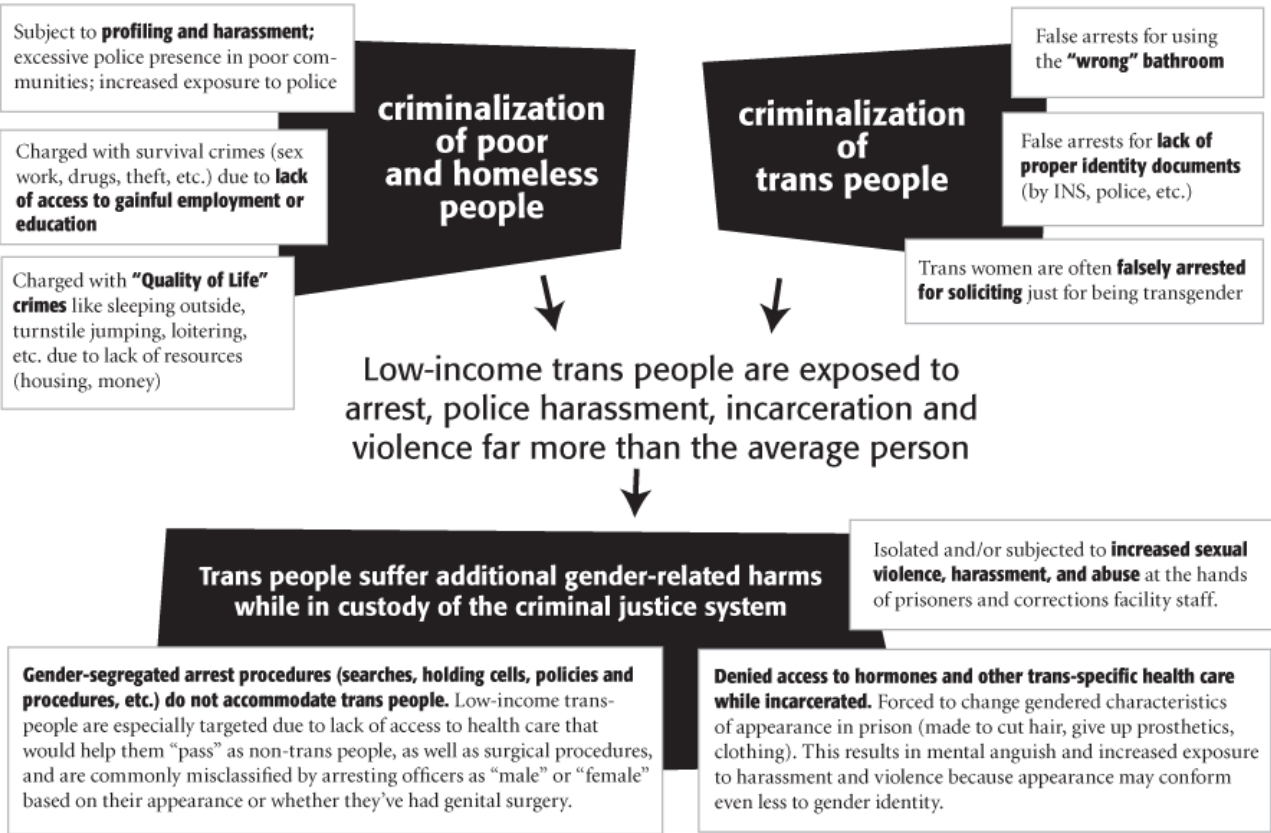 Subject to profiling and harassment;
excessive police presence in poor com-
munities; increased exposure to police
Charged with survival crimes (sex
work, drugs, theft, etc.) due to lack
of access to gainful employment or
education
Charged with “Quality of Life”
crimes like sleeping outside,
turnstile jumping, loitering,
etc. due to lack of resources
(housing, money)
criminalization
of poor
and homeless
people
criminalization
of
trans people
False arrests for using
the “wrong” bathroom
False arrests for lack of
proper identity documents
(by INS, police, etc.)
Trans women are often falsely arrested
for soliciting just for being transgender
Low-income trans people are exposed to
arrest, police harassment, incarceration and
violence far more than the average person
Trans people suffer additional gender-related harms
while in custody of the criminal justice system
Isolated and/or subjected to increased sexual
violence, harassment, and abuse at the hands
of prisoners and corrections facility staff.
Gender-segregated arrest procedures (searches, holding cells, policies and
procedures, etc.) do not accommodate trans people. Low-income trans-
people are especially targeted due to lack of access to health care that
would help them “pass” as non-trans people, as well as surgical procedures,
and are commonly misclassified by arresting officers as “male” or “female”
based on their appearance or whether they’ve had genital surgery.
Denied access to hormones and other trans-specific health care
while incarcerated. Forced to change gendered characteristics
of appearance in prison (made to cut hair, give up prosthetics,
clothing). This results in mental anguish and increased exposure
to harassment and violence because appearance may conform
even less to gender identity.